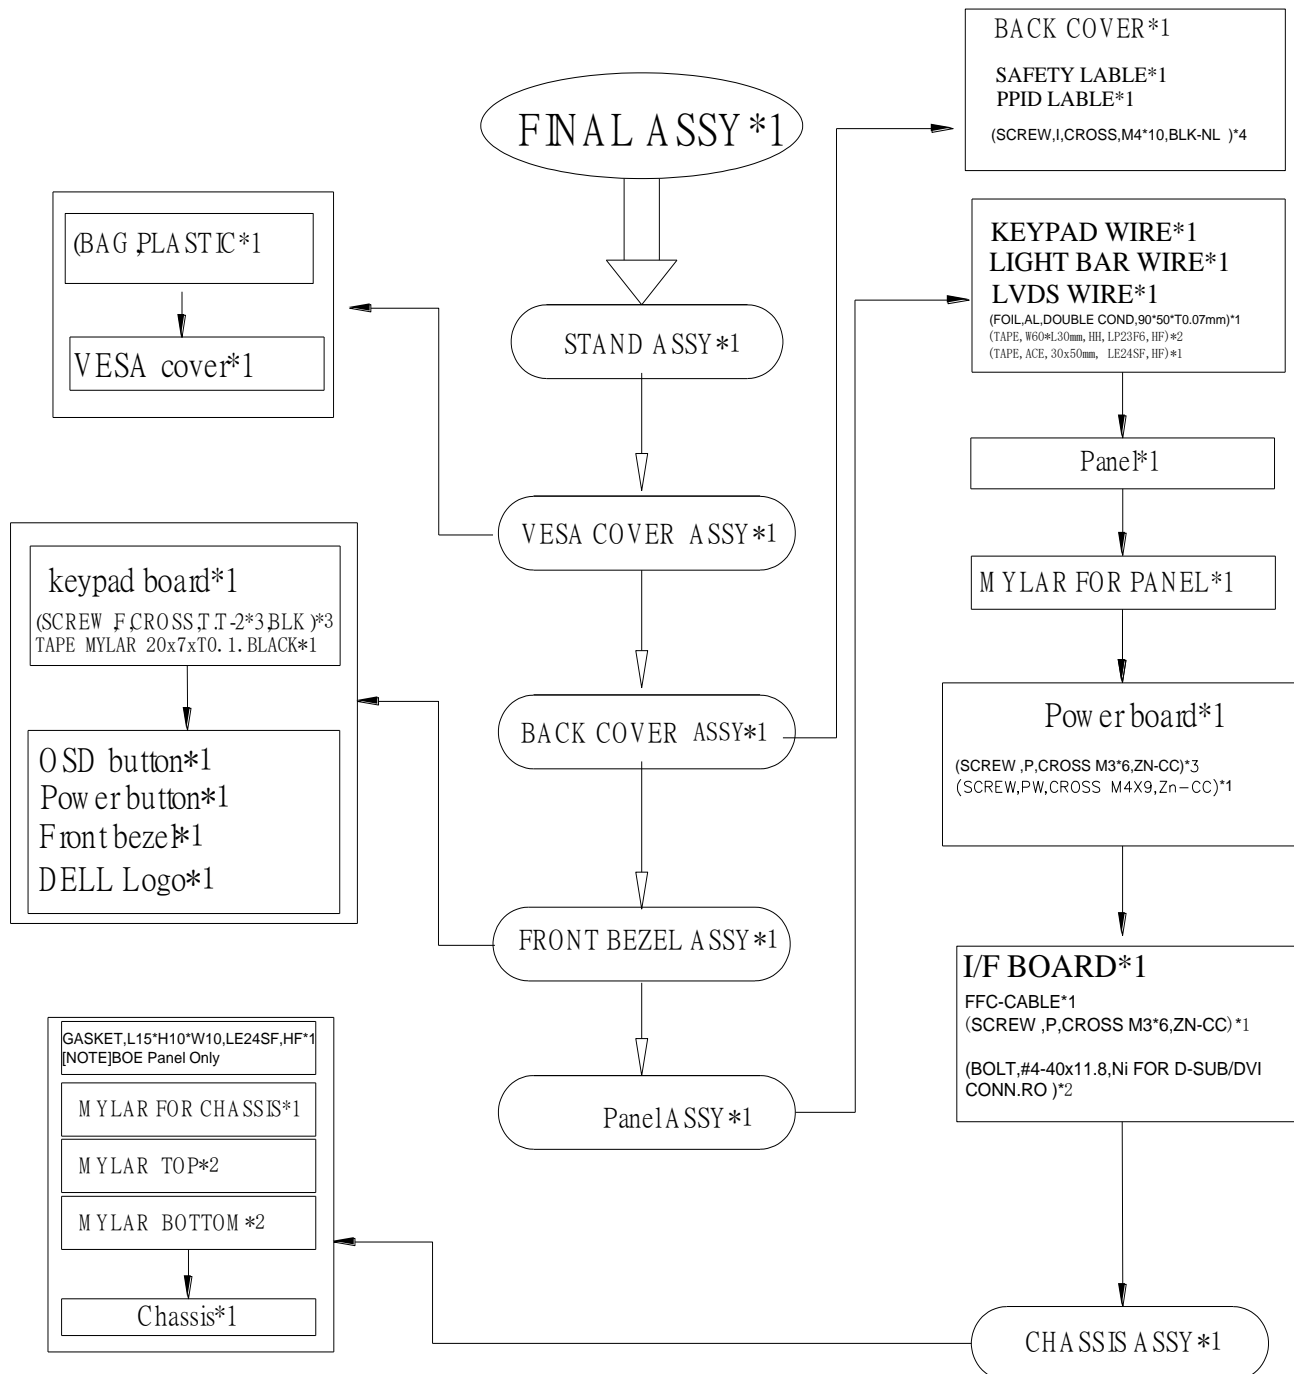 FINAL ASSY*1
STAND ASSY*1
VESA COVER ASSY*1
BACK COVER ASSY*1
FRONT BEZEL ASSY*1
Panel ASSY*1
(BAG,PLASTIC*1
VESA cover*1
keypad board*1
(SCREW,F,CROSS,T.T-2*3,BLK)*3
TAPE MYLAR 20x7xT0.1.BLACK*1
OSD button*1
Power button*1
Front bezel*1
DELL Logo*1
GASKET,L15*H10*W10,LE24SF,HF*1
[NOTE]BOE Panel Only
MYLAR FOR CHASSIS*1
MYLAR TOP*2
MYLAR BOTTOM*2
Chassis*1
BACK COVER*1
SAFETY LABLE*1
PPID LABLE*1
(SCREW,I,CROSS,M4*10,BLK-NL )*4
KEYPAD WIRE*1
LIGHT BAR WIRE*1
LVDS WIRE*1
(FOIL,AL,DOUBLE COND,90*50*T0.07mm)*1
(TAPE,W60*L30mm,HH,LP23F6,HF)*2
(TAPE,ACE,30x50mm, LE24SF,HF)*1
Panel*1
MYLAR FOR PANEL*1
Power board*1
(SCREW ,P,CROSS M3*6,ZN-CC)*3
(SCREW,PW,CROSS M4X9,Zn-CC)*1
I/F BOARD*1
FFC-CABLE*1
(SCREW ,P,CROSS M3*6,ZN-CC)*1
(BOLT,#4-40x11.8,Ni FOR D-SUB/DVI
CONN.RO )*2
CHASSIS ASSY*1